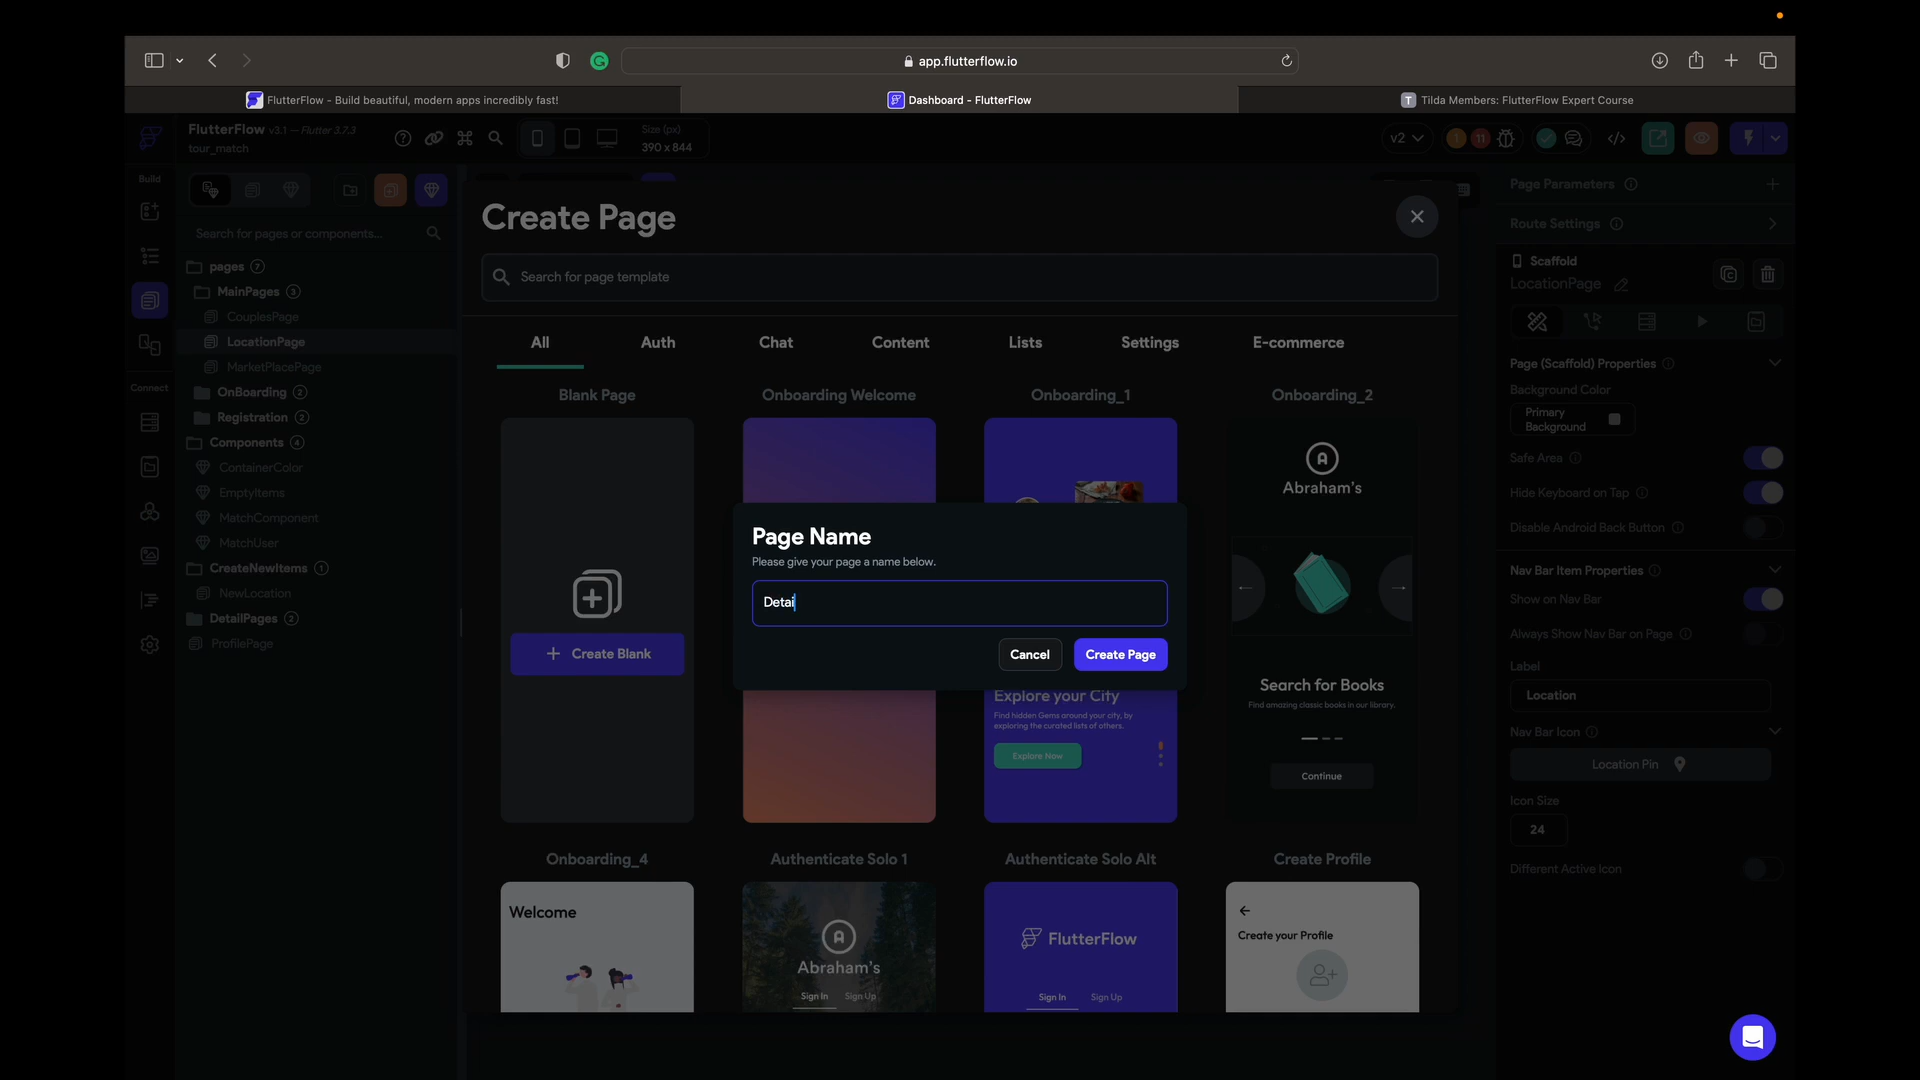 app.flutterflow.io
FlutterFlow - Build beautiful, modern apps incredibly fast!
Dashboard - FlutterFlow
T Tilda Members: FlutterFlow Expert Course
FlutterFlow v3.1 — Flutter 3.7.3
tour_match
Size (px)
390 x 844
v2
1
11
Build
Connect
Search for pages or components...
pages 7
MainPages 3
CouplesPage
LocationPage
MarketPlacePage
OnBoarding 2
Registration 2
Components 4
ContainerColor
EmptyItems
MatchComponent
MatchUser
CreateNewItems 1
NewLocation
DetailPages 2
ProfilePage
Create Page
Search for page template
All
Auth
Chat
Content
Lists
Settings
E-commerce
Blank Page
Onboarding Welcome
Onboarding_1
Onboarding_2
Create Blank
A
Abraham's
Search for Books
Find amazing classic books in our library.
Continue
Page Name
Please give your page a name below.
Detai
Cancel
Create Page
Explore your City
Find hidden Gems around your city, by
exploring the curated lists of others.
Explore Now
Onboarding_4
Authenticate Solo 1
Authenticate Solo Alt
Create Profile
Welcome
A
Abraham's
Sign In
Sign Up
FlutterFlow
Sign In
Sign Up
Create your Profile
Page Parameters
Route Settings
Scaffold
LocationPage
Page (Scaffold) Properties
Background Color
Primary
Background
Safe Area
Hide Keyboard on Tap
Disable Android Back Button
Nav Bar Item Properties
Show on Nav Bar
Always Show Nav Bar on Page
Label
Location
Nav Bar Icon
Location Pin
Icon Size
24
Different Active Icon